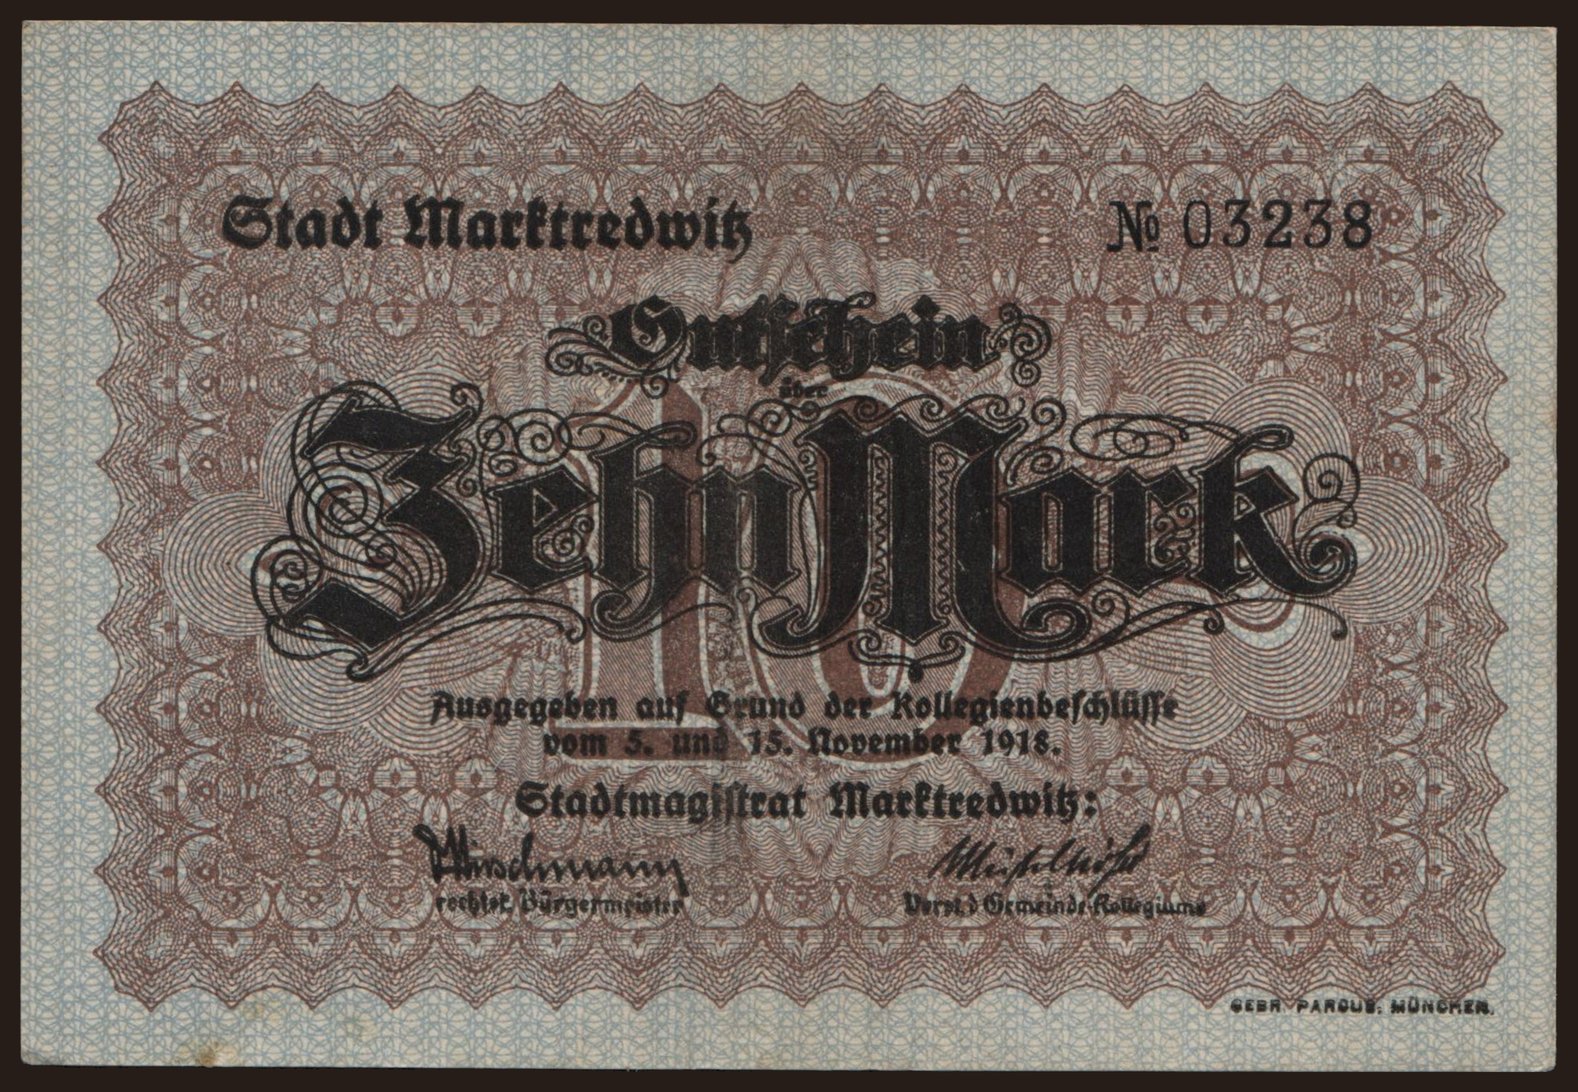 Stadt Marktredwitz
№ 03238
Gutschein
über
Zehn Mark
10
Ausgegeben auf Grund der Kollegienbeschlüsse
vom 5. und 15. November 1918.
Stadtmagistrat Marktredwitz:
rechtsk. Bürgermeister
Vorst. d Gemeinde-Kollegiums
GEBR. PARCUS, MÜNCHEN.